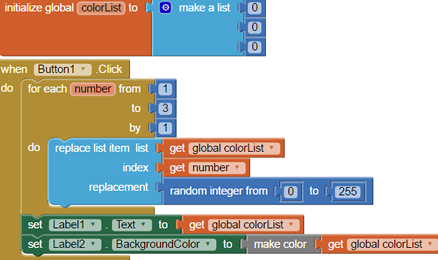 initialize global colorList to make a list 0
0
0
when Button1 .Click
do for each number from 1
to 3
by 1
do replace list item list get global colorList
index get number
replacement random integer from 0 to 255
set Label1 . Text to get global colorList
set Label2 . BackgroundColor to make color get global colorList